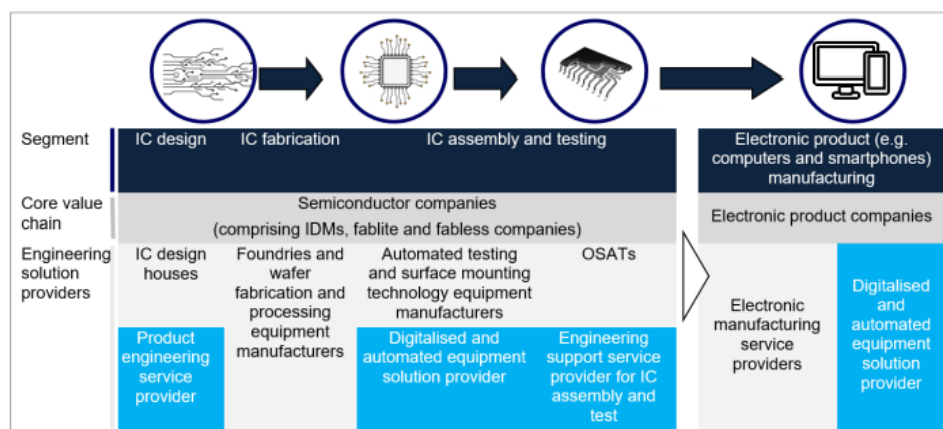 Segment
IC design
IC fabrication
IC assembly and testing
Electronic product (e.g.
computers and smartphones)
manufacturing
Core value
chain
Semiconductor companies
(comprising IDMs, fablite and fabless companies)
Electronic product companies
Engineering
solution
providers
IC design
houses
Foundries and
wafer
fabrication and
processing
equipment
manufacturers
Automated testing
and surface mounting
technology equipment
manufacturers
OSATs
Product
engineering
service
provider
Digitalised and
automated equipment
solution provider
Engineering
support service
provider for IC
assembly and
test
Electronic
manufacturing
service
providers
Digitalised
and
automated
equipment
solution
provider